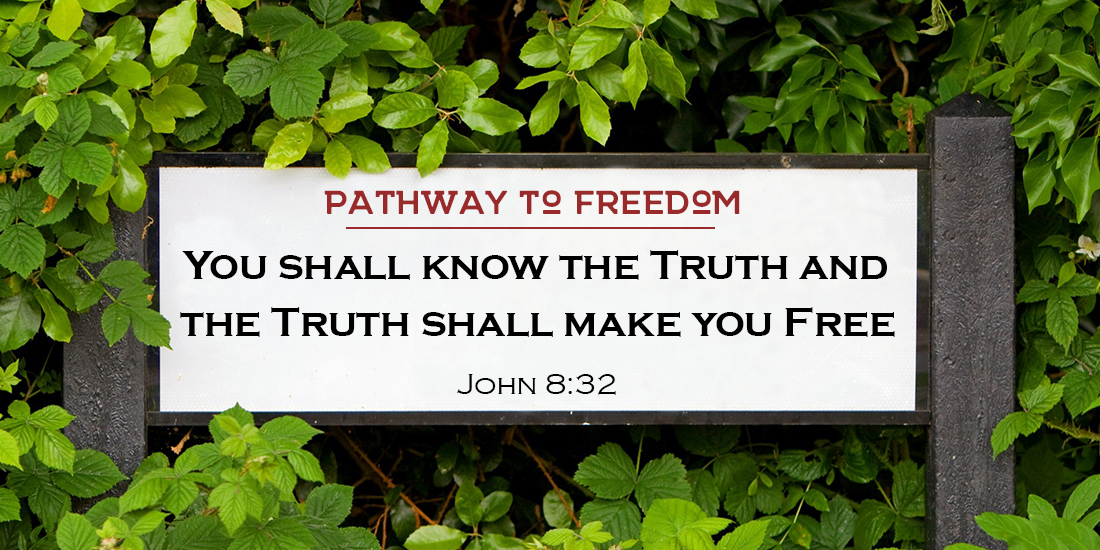 PATHWAY TO FREEDOM
YOU SHALL KNOW THE TRUTH AND
THE TRUTH SHALL MAKE YOU FREE
JOHN 8:32